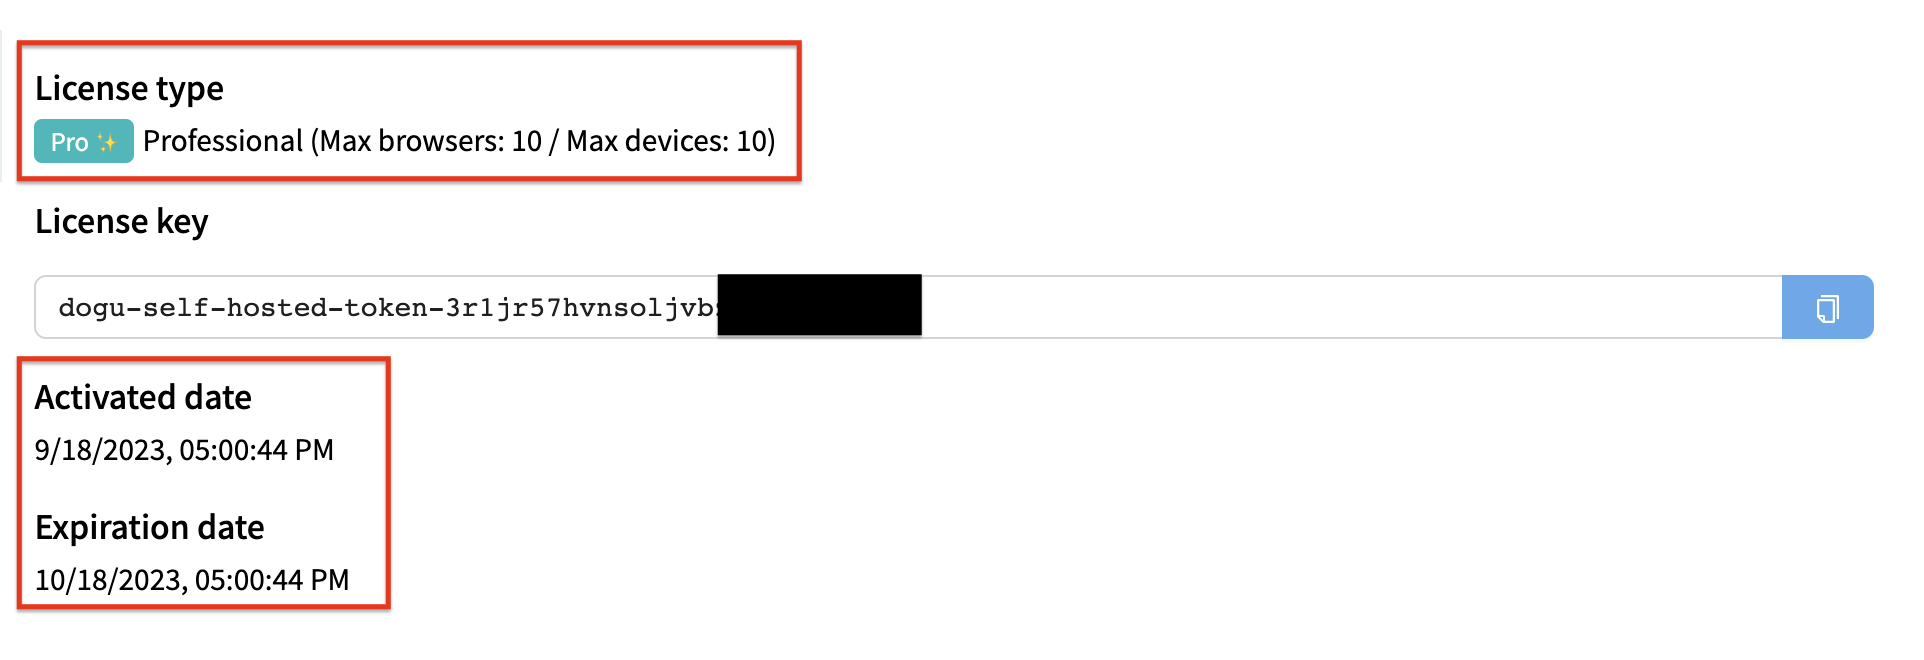 License type
Pro ✨ Professional (Max browsers: 10 / Max devices: 10)
License key
dogu-self-hosted-token-3r1jr57hvnsoljvb
Activated date
9/18/2023, 05:00:44 PM
Expiration date
10/18/2023, 05:00:44 PM